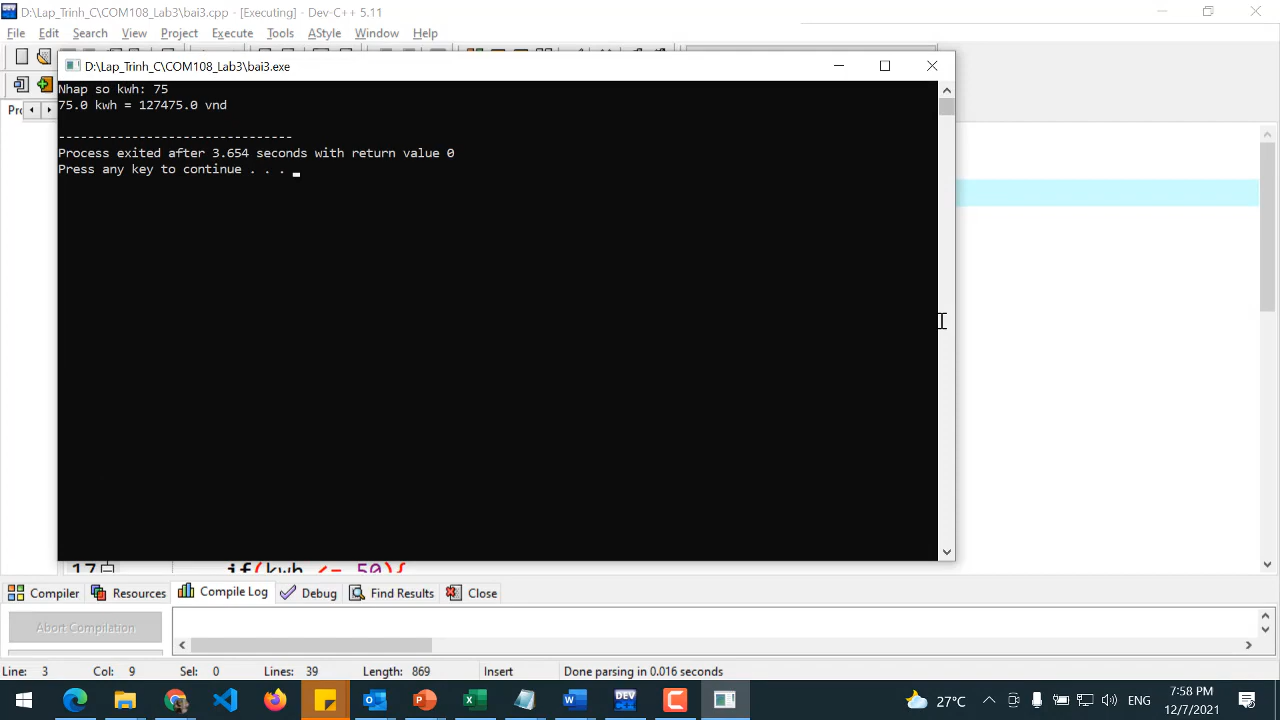 D:\Lap_Trinh_C\COM108_Lab3\bai3.cpp - [Executing] - Dev-C++ 5.11
File Edit Search View Project Execute Tools AStyle Window Help
D:\Lap_Trinh_C\COM108_Lab3\bai3.exe
Nhap so kwh: 75
75.0 kwh = 127475.0 vnd
--------------------------------
Process exited after 3.654 seconds with return value 0
Press any key to continue . . .
17 if(kwh <= 50){
Compiler Resources Compile Log Debug Find Results Close
Abort Compilation
Line: 3 Col: 9 Sel: 0 Lines: 39 Length: 869 Insert Done parsing in 0.016 seconds
27°C ENG 7:58 PM
12/7/2021